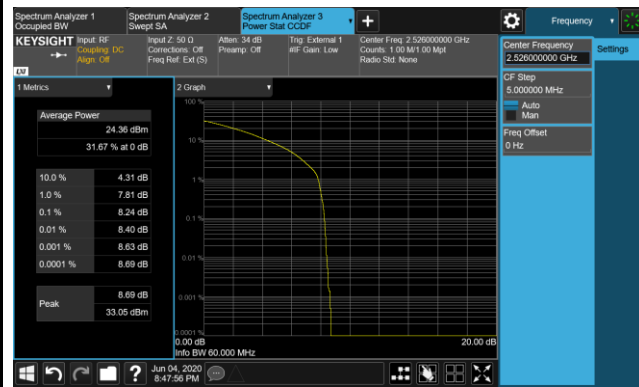 Spectrum Analyzer 1
Occupied BW
Spectrum Analyzer 2
Swept SA
Spectrum Analyzer 3
Power Stat CCDF
Frequency
KEYSIGHT
Input: RF
Coupling: DC
Align: Off
Input Z: 50 Ω
Corrections: Off
Freq Ref: Ext (S)
Atten: 34 dB
Preamp: Off
Trig: External 1
#IF Gain: Low
Center Freq: 2.526000000 GHz
Counts: 1.00 M/1.00 Mpt
Radio Std: None
LXI
Center Frequency
2.526000000 GHz
Settings
CF Step
5.000000 MHz
Auto
Man
Freq Offset
0 Hz
1 Metrics
Average Power
24.36 dBm
31.67 % at 0 dB
10.0 % 4.31 dB
1.0 % 7.81 dB
0.1 % 8.24 dB
0.01 % 8.40 dB
0.001 % 8.63 dB
0.0001 % 8.69 dB
Peak
8.69 dB
33.05 dBm
2 Graph
100 %
10 %
1 %
0.1 %
0.01 %
0.001 %
0.0001 %
0.00 dB
20.00 dB
Info BW 60.000 MHz
?
Jun 04, 2020
8:47:56 PM